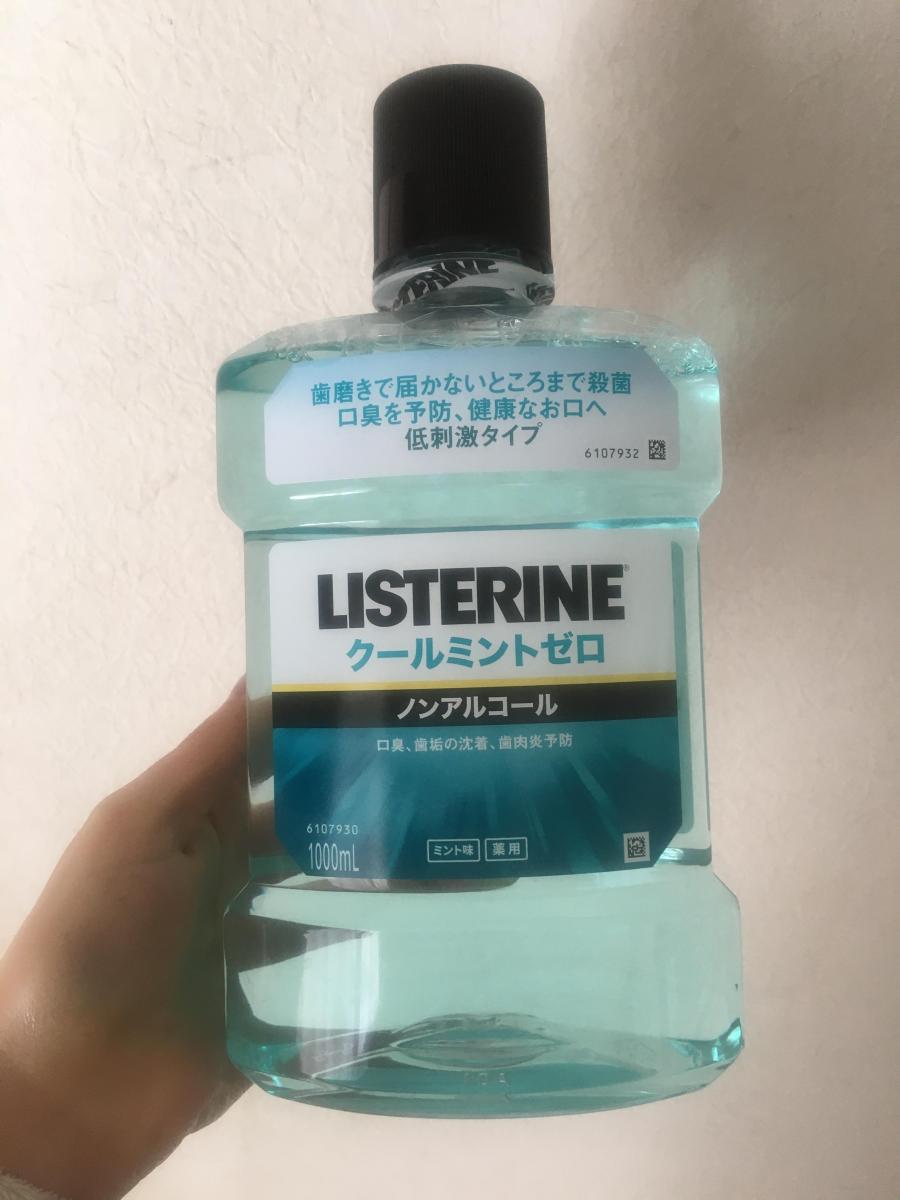 STERINE
歯磨きで届かないところまで殺菌
口臭を予防、健康なお口へ
低刺激タイプ
6107932
LISTERINE®
クールミントゼロ
ノンアルコール
口臭、歯垢の沈着、歯肉炎予防
6107930
1000mL
ミント味 薬用